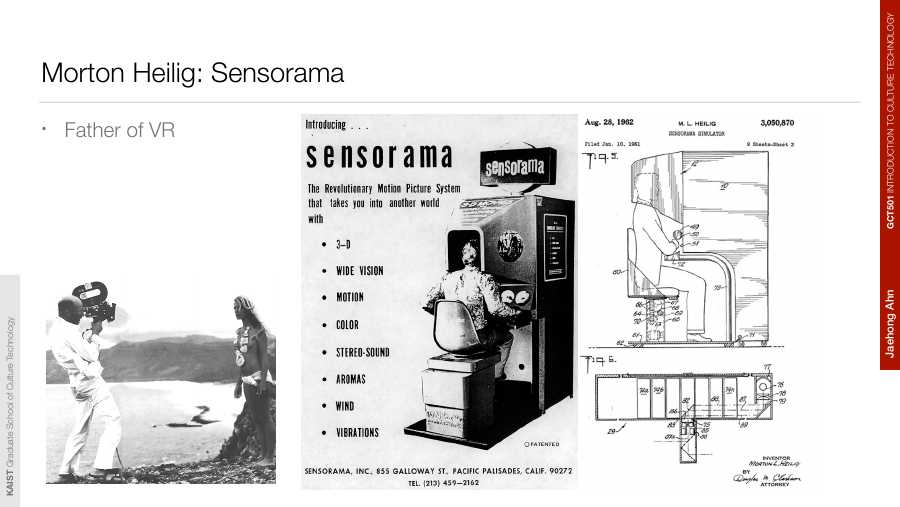 Morton Heilig: Sensorama
• Father of VR
Introducing . . .
sensorama
sensorama
The Revolutionary Motion Picture System
that takes you into another world
with
• 3-D
• WIDE VISION
• MOTION
• COLOR
• STEREO-SOUND
• AROMAS
• WIND
• VIBRATIONS
PATENTED
SENSORAMA, INC., 855 GALLOWAY ST., PACIFIC PALISADES, CALIF. 90272
TEL. (213) 459–2162
Aug. 28, 1962
M. L. HEILIG
3,050,870
SENSORAMA SIMULATOR
Filed Jan. 10, 1961
Fig. 5.
Fig. 6.
INVENTOR
MORTON L. HEILIG
BY
ATTORNEY
GCT501 INTRODUCTION TO CULTURE TECHNOLOGY
Jaehong Ahn
KAIST Graduate School of Culture Technology